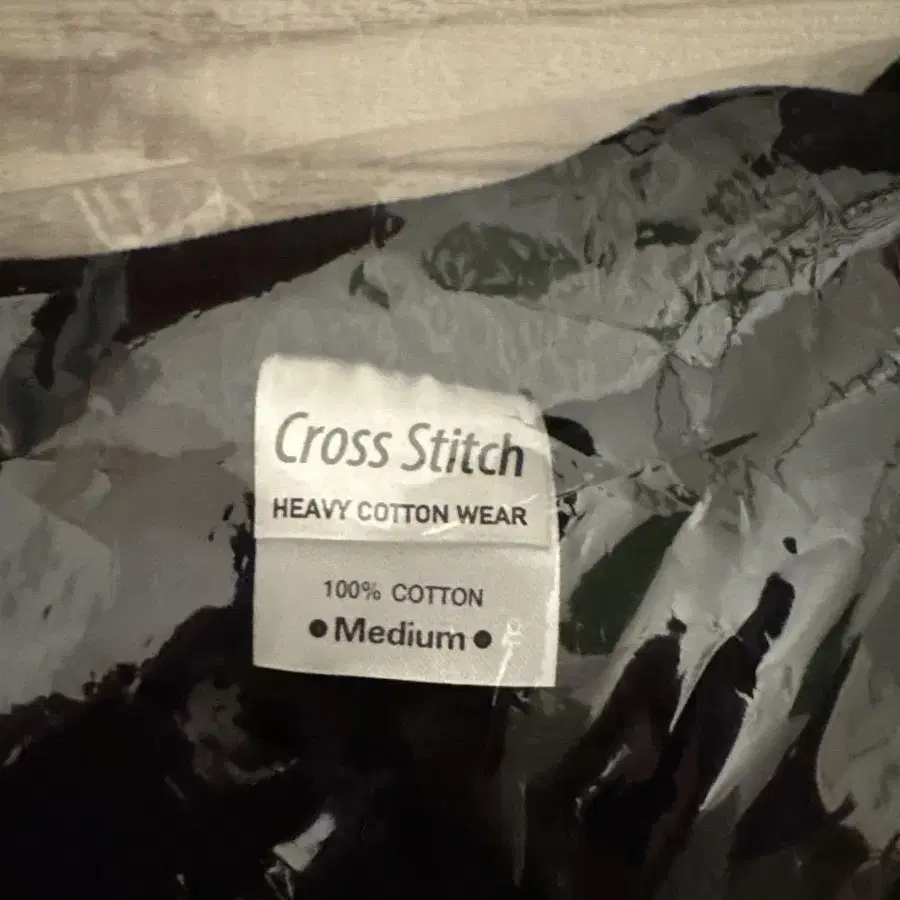 Cross Stitch
HEAVY COTTON WEAR
100% COTTON
●Medium●